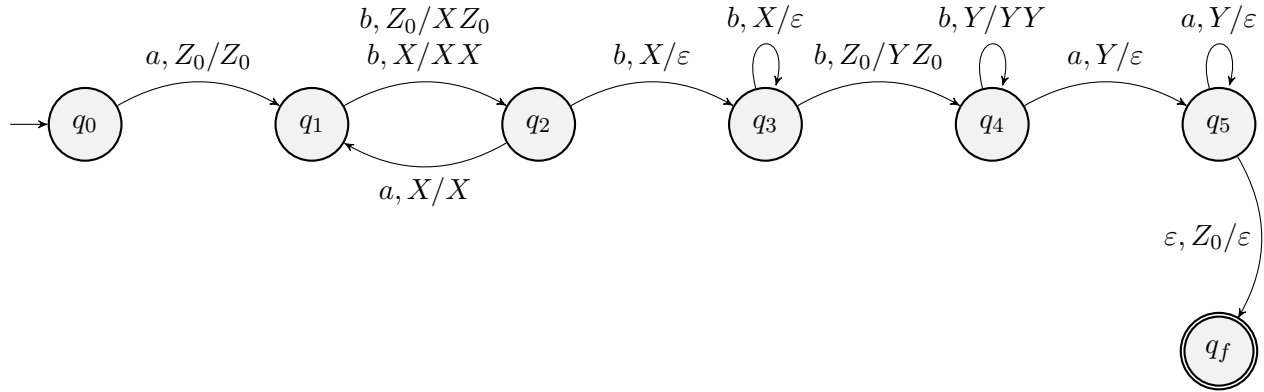 b, Z₀/XZ₀
b, X/XX
a, Z₀/Z₀
b, X/ε
b, X/ε
b, Z₀/YZ₀
b, Y/YY
a, Y/ε
a, Y/ε
q₀
q₁
q₂
q₃
q₄
q₅
a, X/X
ε, Z₀/ε
q_f